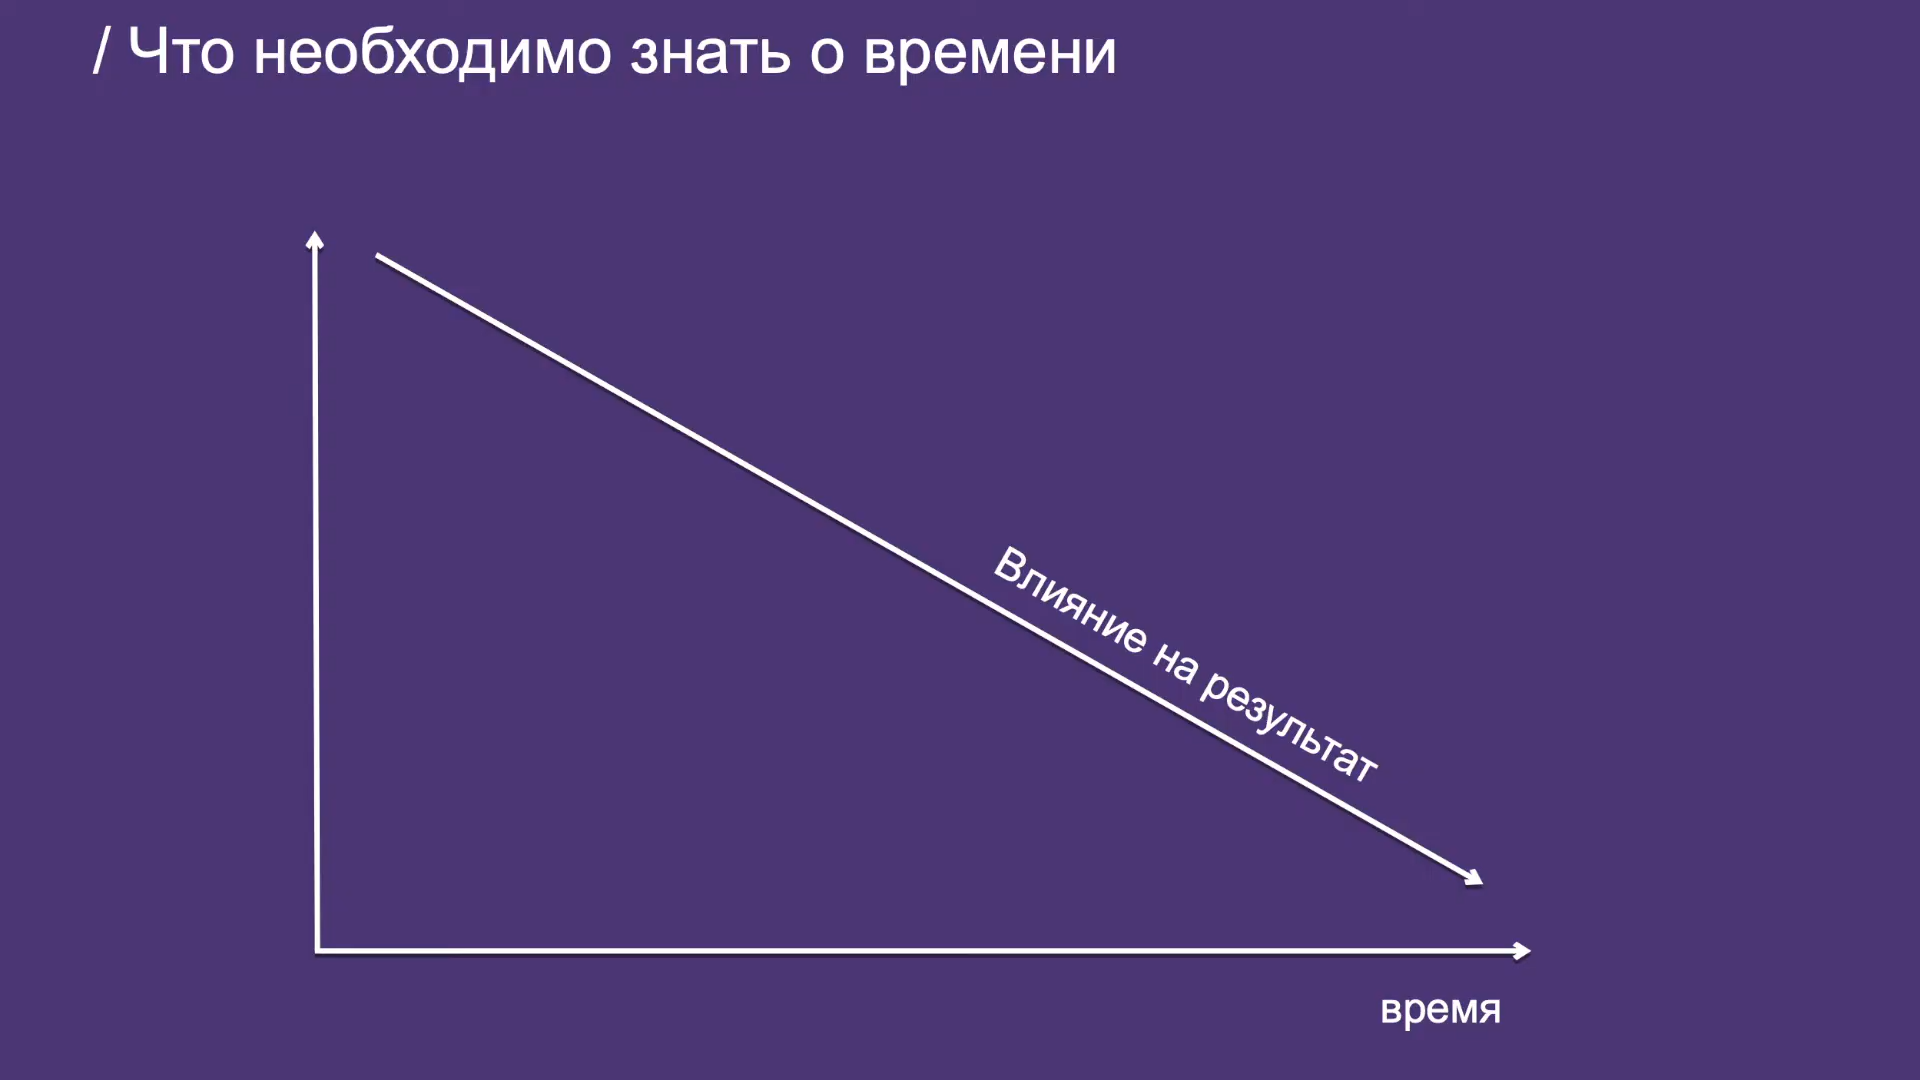 / Что необходимо знать о времени
Влияние на результат
время